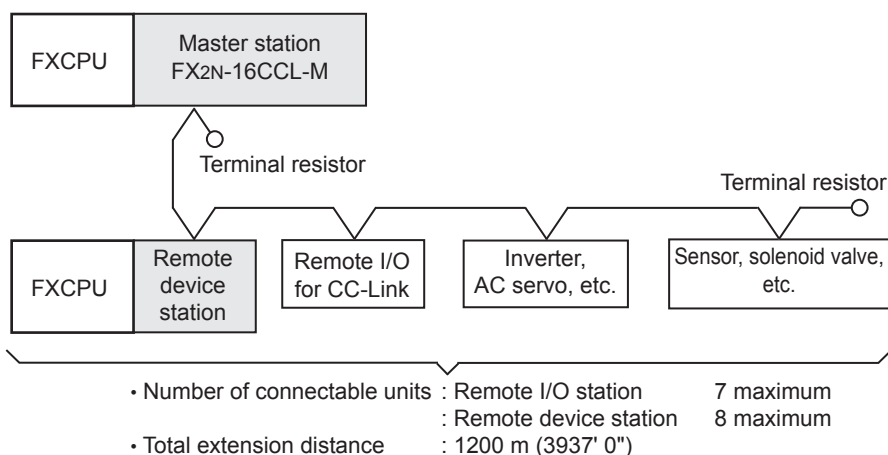 FXCPU
Master station
FX2N-16CCL-M
Terminal resistor
Terminal resistor
FXCPU
Remote
device
station
Remote I/O
for CC-Link
Inverter,
AC servo, etc.
Sensor, solenoid valve,
etc.
• Number of connectable units : Remote I/O station 7 maximum
: Remote device station 8 maximum
• Total extension distance : 1200 m (3937' 0")